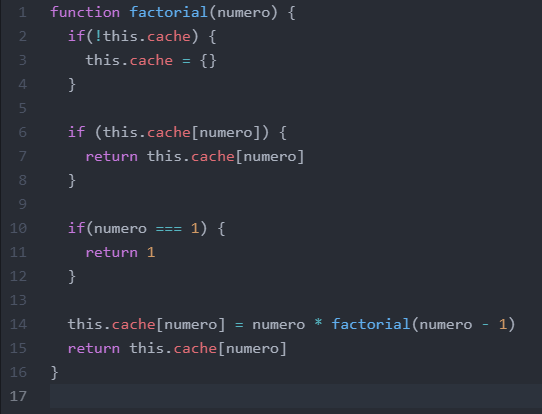 1 function factorial(numero) {
2   if(!this.cache) {
3     this.cache = {}
4   }
5
6   if (this.cache[numero]) {
7     return this.cache[numero]
8   }
9
10   if(numero === 1) {
11     return 1
12   }
13
14   this.cache[numero] = numero * factorial(numero - 1)
15   return this.cache[numero]
16 }
17